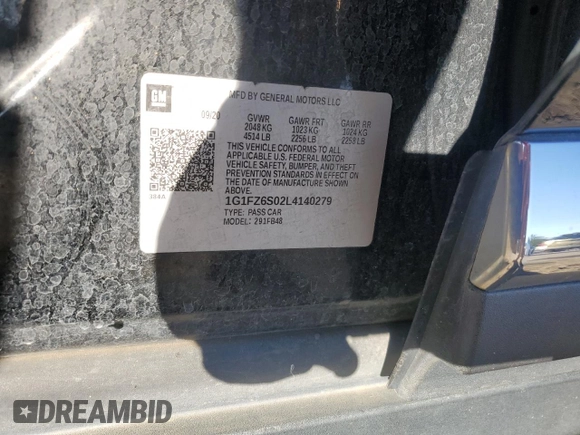 GM
MFD BY GENERAL MOTORS LLC
09/20
GVWR GAWR FRT GAWR RR
2048 KG 1023 KG 1024 KG
4514 LB 2256 LB 2258 LB
THIS VEHICLE CONFORMS TO ALL
APPLICABLE U.S. FEDERAL MOTOR
VEHICLE SAFETY, BUMPER, AND THEFT
PREVENTION STANDARDS IN EFFECT
ON THE DATE OF MANUFACTURE SHOWN
ABOVE.
1G1FZ6S02L4140279
TYPE: PASS CAR
MODEL: 291FB48
DREAMBID